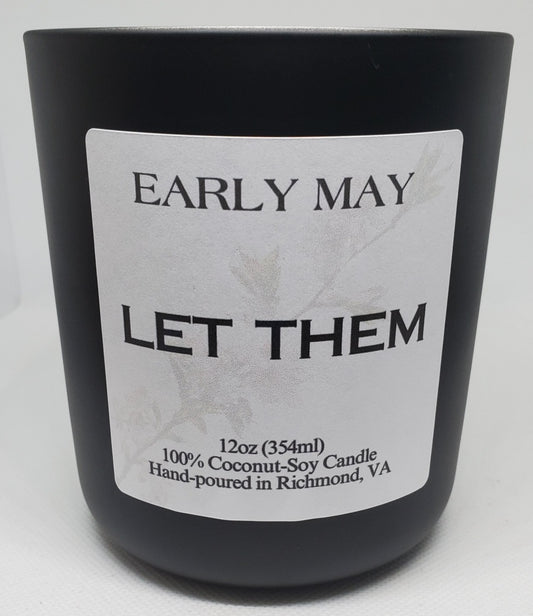 EARLY MAY
LET THEM
12oz (354ml)
100% Coconut-Soy Candle
Hand-poured in Richmond, VA